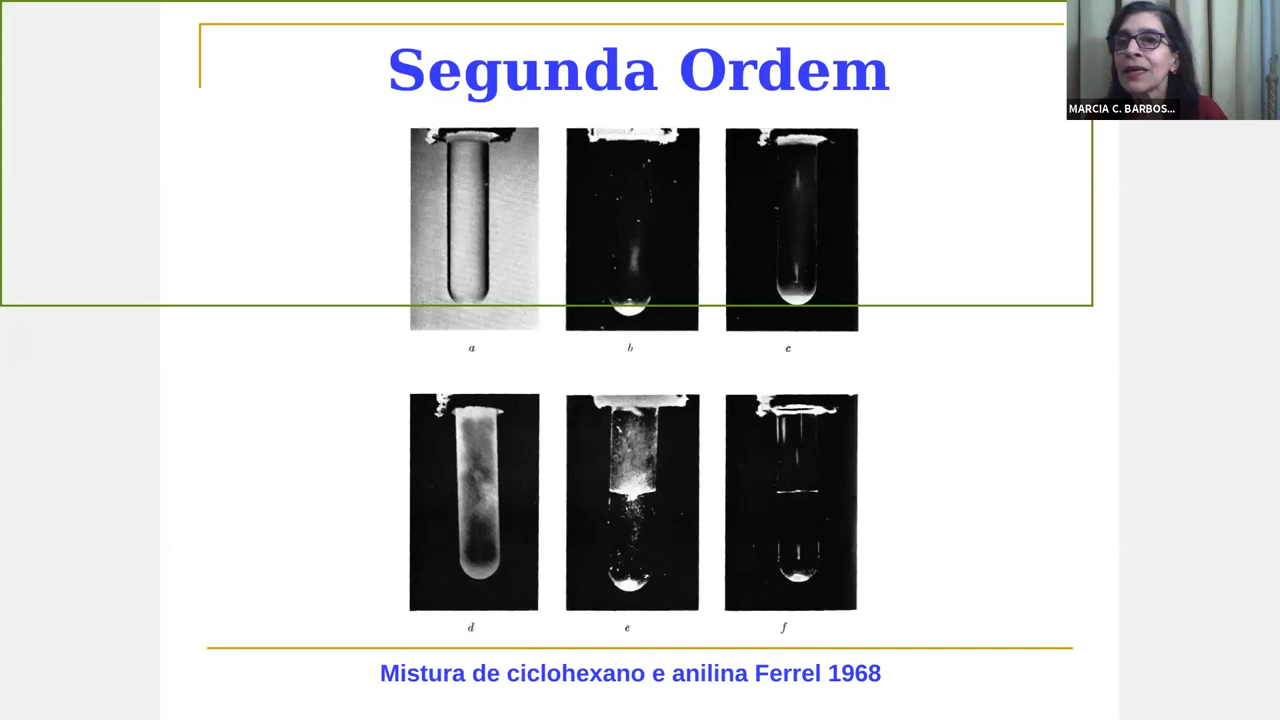 Segunda Ordem
MARCIA C. BARBOS...
a
b
c
d
e
f
Mistura de ciclohexano e anilina Ferrel 1968